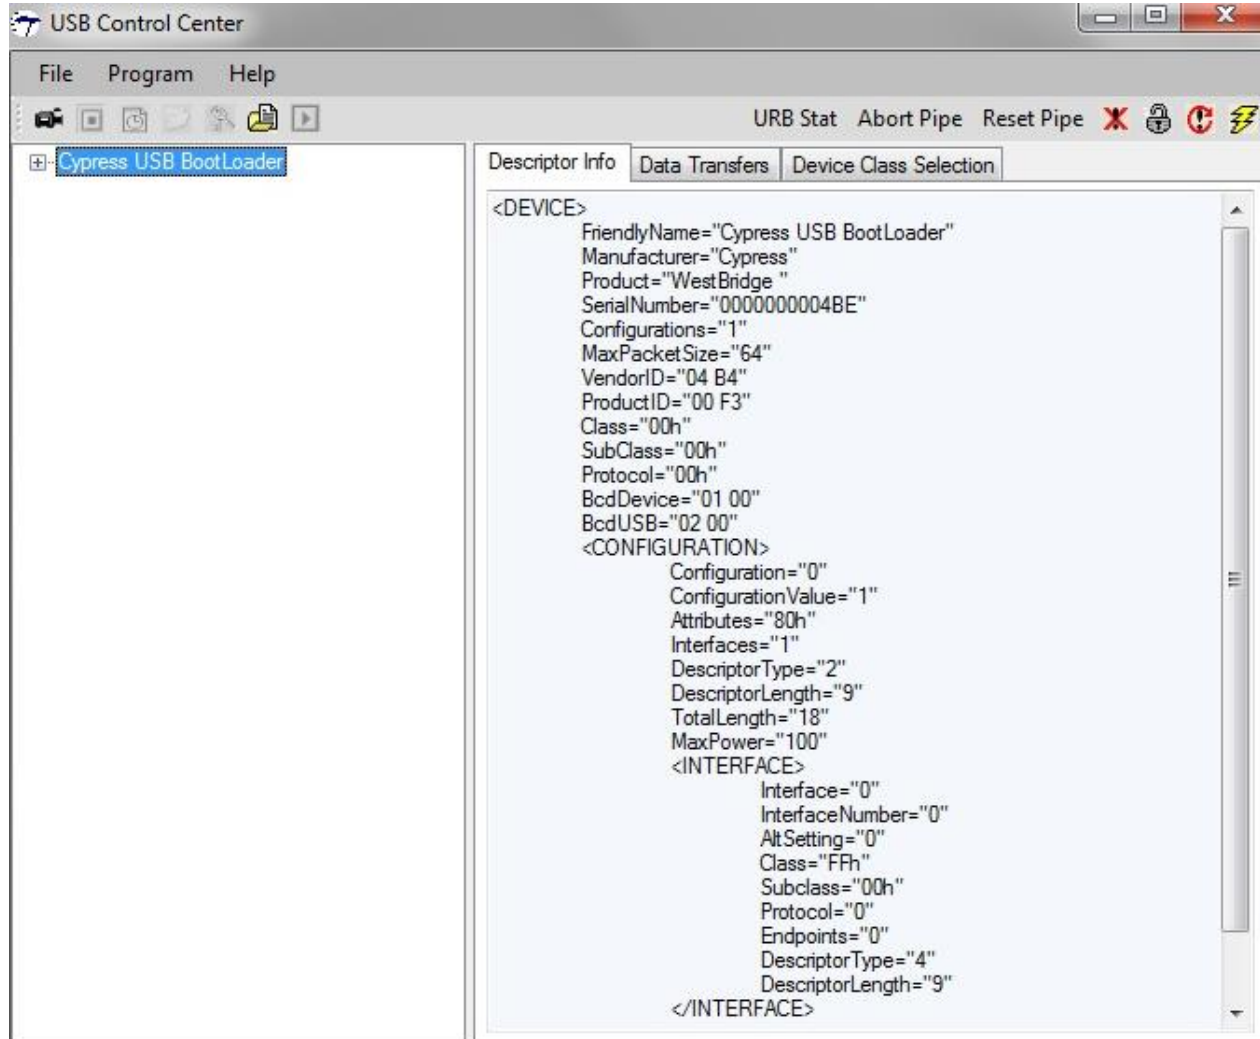 USB Control Center
File Program Help
URB Stat Abort Pipe Reset Pipe
Cypress USB BootLoader
Descriptor Info Data Transfers Device Class Selection
<DEVICE>
FriendlyName="Cypress USB BootLoader"
Manufacturer="Cypress"
Product="WestBridge "
SerialNumber="0000000004BE"
Configurations="1"
MaxPacketSize="64"
VendorID="04 B4"
ProductID="00 F3"
Class="00h"
SubClass="00h"
Protocol="00h"
BcdDevice="01 00"
BcdUSB="02 00"
<CONFIGURATION>
Configuration="0"
ConfigurationValue="1"
Attributes="80h"
Interfaces="1"
DescriptorType="2"
DescriptorLength="9"
TotalLength="18"
MaxPower="100"
<INTERFACE>
Interface="0"
InterfaceNumber="0"
AltSetting="0"
Class="FFh"
Subclass="00h"
Protocol="0"
Endpoints="0"
DescriptorType="4"
DescriptorLength="9"
</INTERFACE>